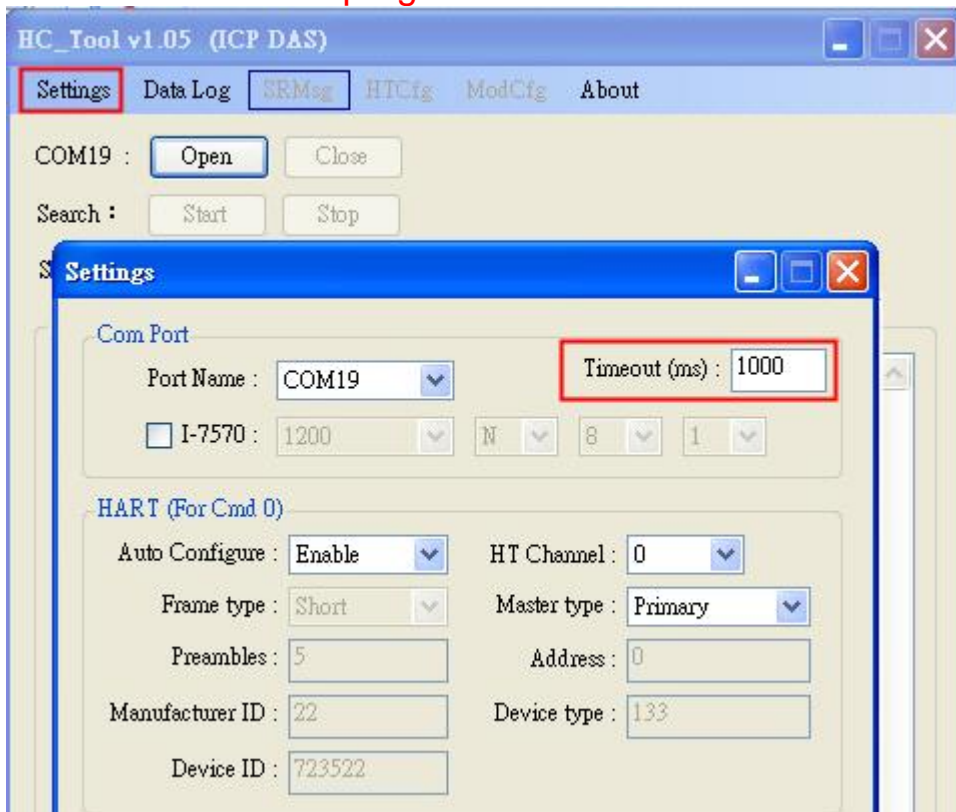 HC_Tool v1.05 (ICP DAS)
Settings Data Log SRMsg HTCfg ModCfg About
COM19 : Open Close
Search : Start Stop
S
Settings
Com Port
Port Name : COM19 Timeout (ms) : 1000
I-7570 : 1200 N 8 1
HART (For Cmd 0)
Auto Configure : Enable HT Channel : 0
Frame type : Short Master type : Primary
Preambles : 5 Address : 0
Manufacturer ID : 22 Device type : 133
Device ID : 723522